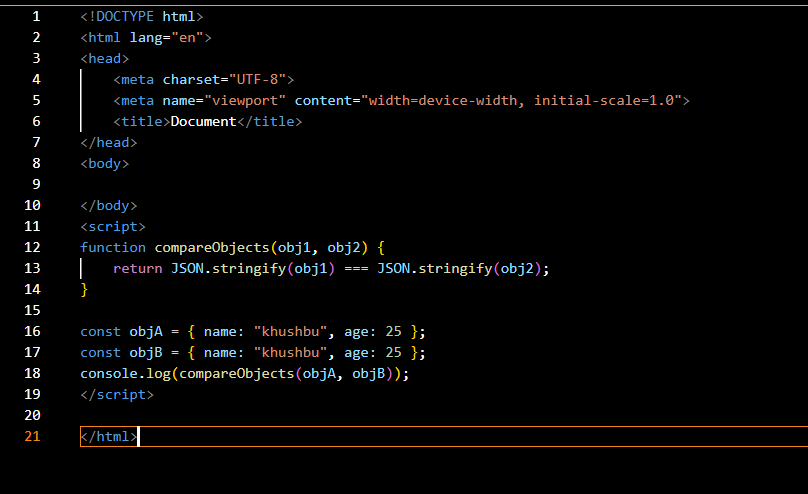 1 <!DOCTYPE html>
2 <html lang="en">
3 <head>
4     <meta charset="UTF-8">
5     <meta name="viewport" content="width=device-width, initial-scale=1.0">
6     <title>Document</title>
7 </head>
8 <body>
9
10 </body>
11 <script>
12 function compareObjects(obj1, obj2) {
13     return JSON.stringify(obj1) === JSON.stringify(obj2);
14 }
15
16 const objA = { name: "khushbu", age: 25 };
17 const objB = { name: "khushbu", age: 25 };
18 console.log(compareObjects(objA, objB));
19 </script>
20
21 </html>